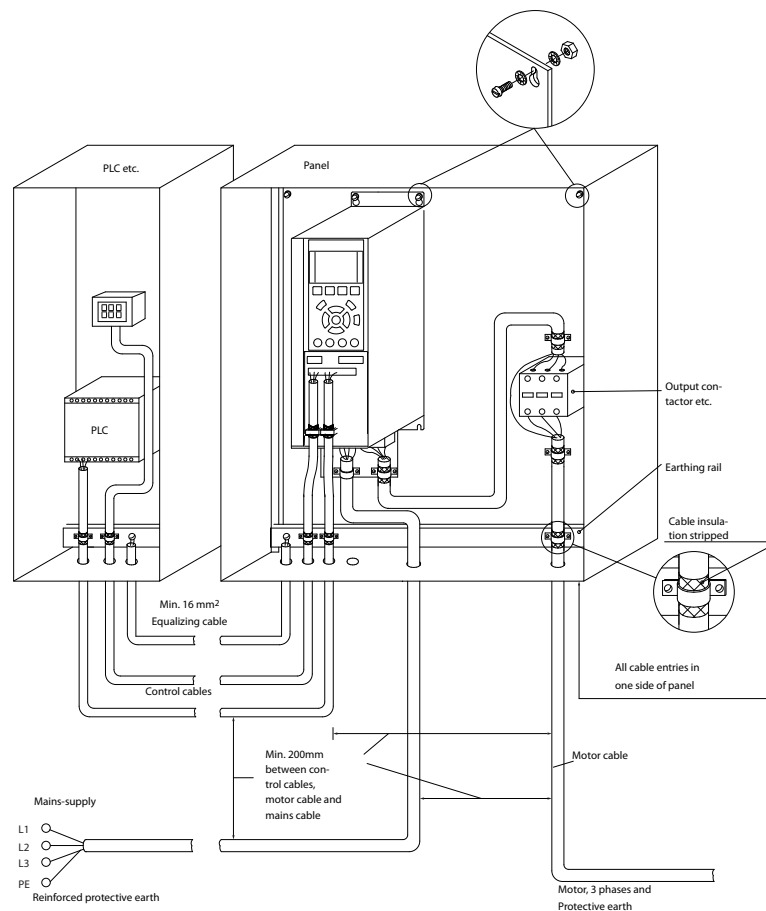 PLC etc.
Panel
PLC
Output con-
tactor etc.
Earthing rail
Cable insula-
tion stripped
Min. 16 mm2
Equalizing cable
All cable entries in
one side of panel
Control cables
Min. 200mm
between con-
trol cables,
motor cable and
mains cable
Motor cable
Mains-supply
L1
L2
L3
PE
Reinforced protective earth
Motor, 3 phases and
Protective earth